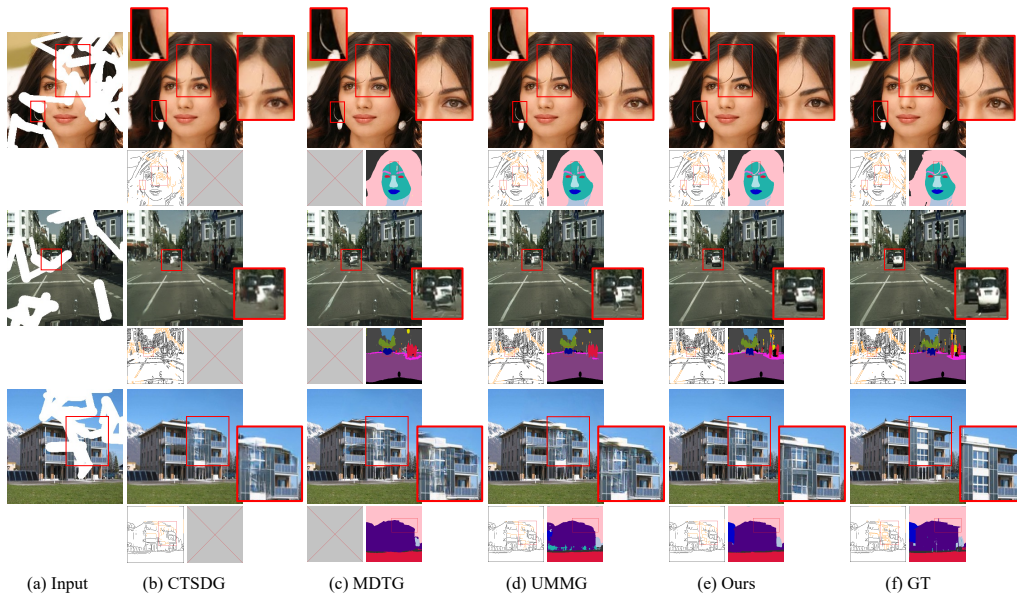 (a) Input
(b) CTSDG
(c) MDTG
(d) UMMG
(e) Ours
(f) GT